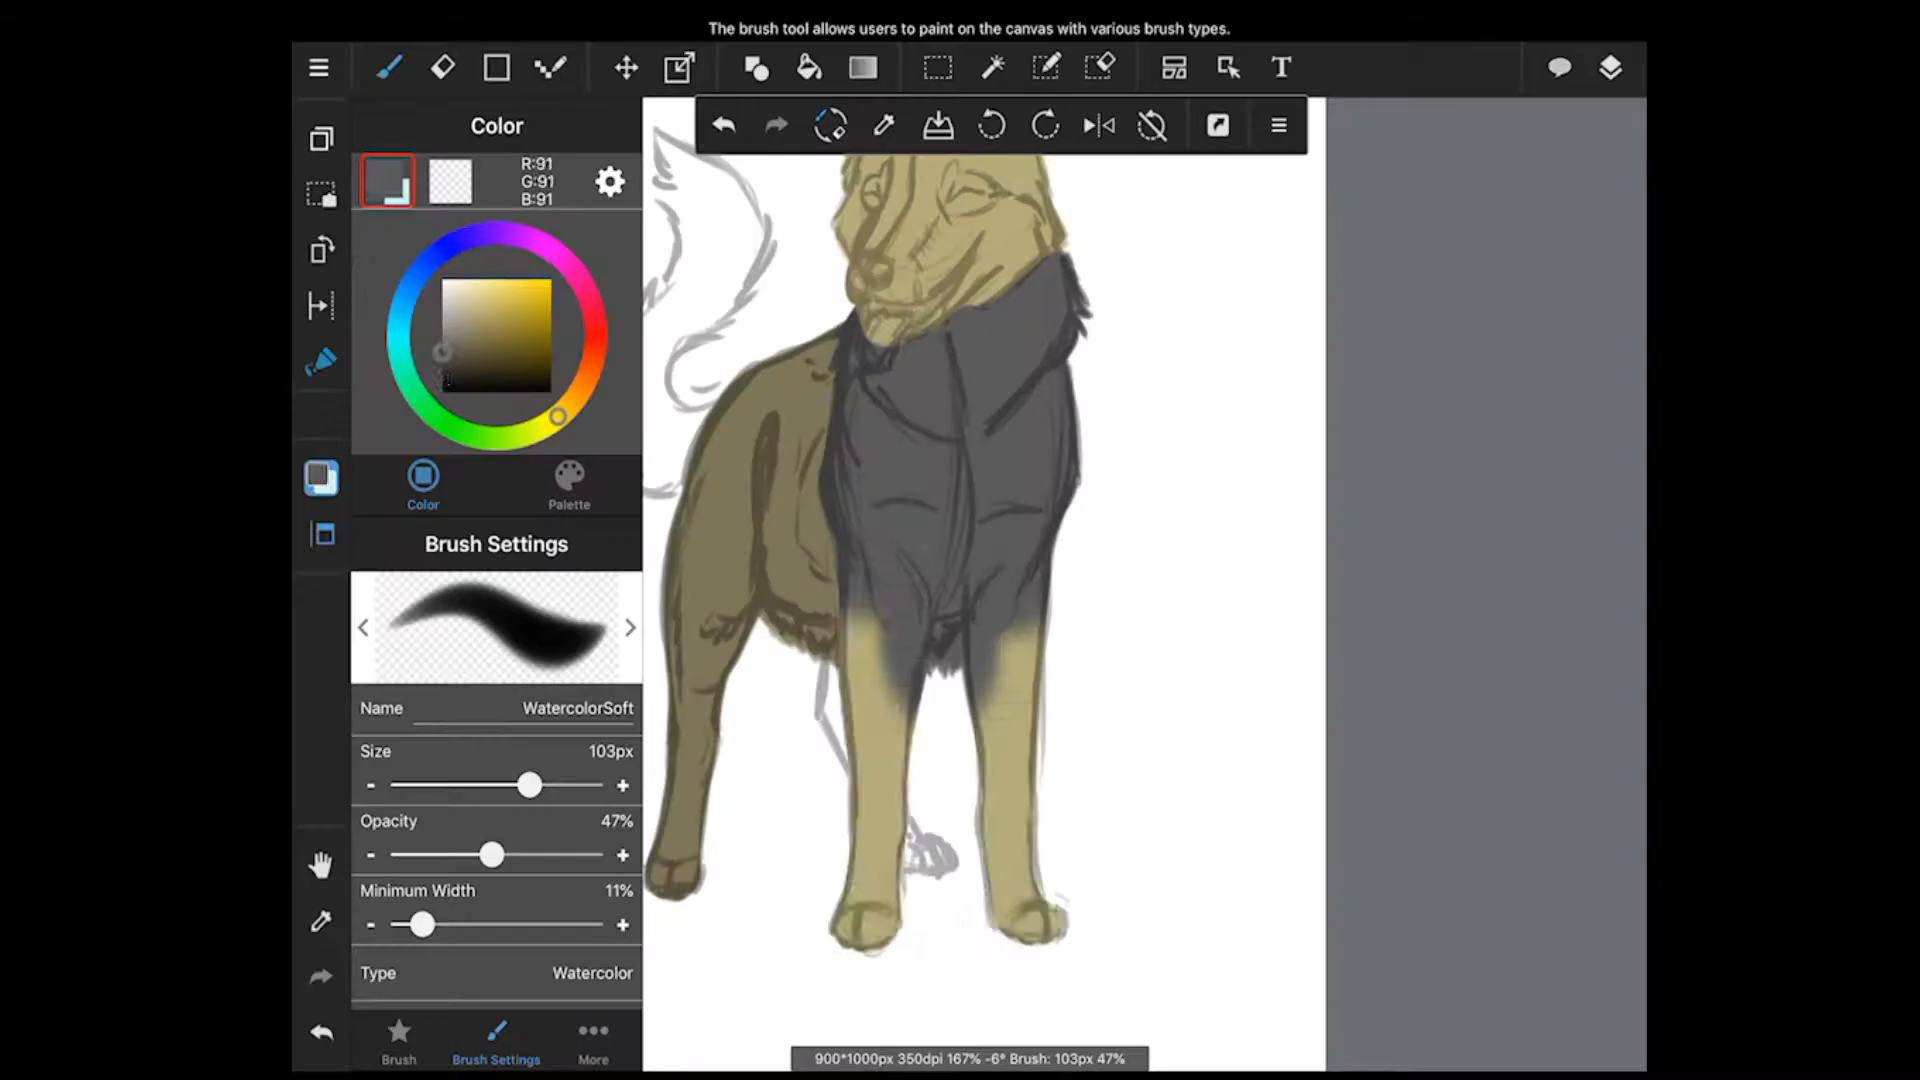 The brush tool allows users to paint on the canvas with various brush types.
T
Color
R:91
G:91
B:91
Color
Palette
Brush Settings
Name WatercolorSoft
Size 103px
- +
Opacity 47%
- +
Minimum Width 11%
- +
Type Watercolor
Brush
Brush Settings
More
900*1000px 350dpi 167% -6° Brush: 103px 47%